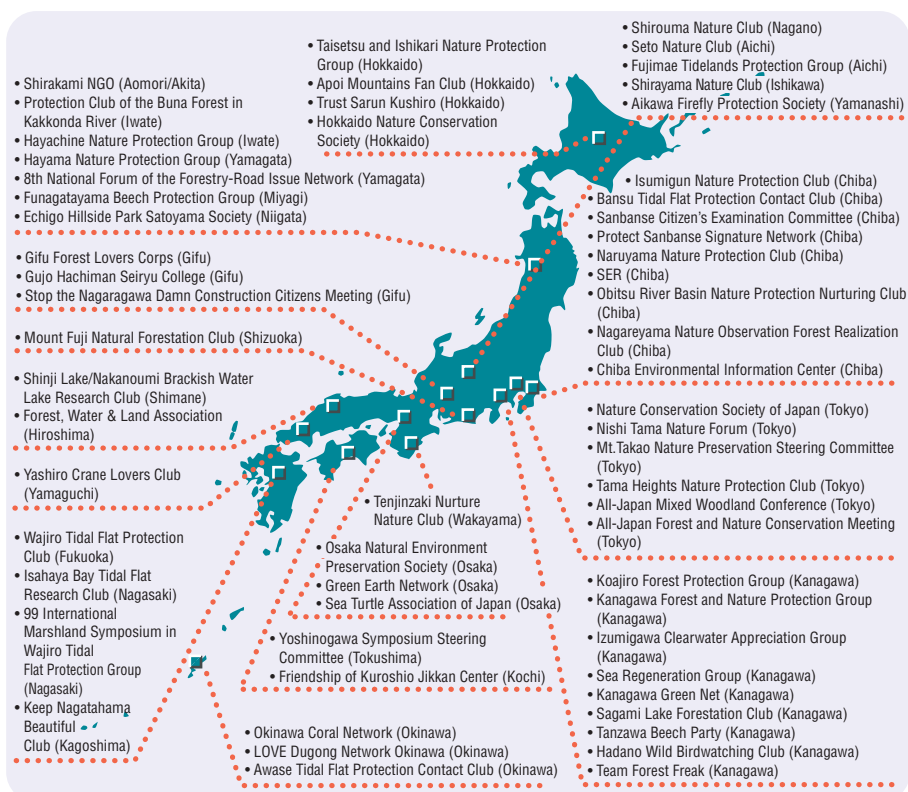 • Taisetsu and Ishikari Nature Protection
Group (Hokkaido)
• Apoi Mountains Fan Club (Hokkaido)
• Trust Sarun Kushiro (Hokkaido)
• Hokkaido Nature Conservation
Society (Hokkaido)
• Shirouma Nature Club (Nagano)
• Seto Nature Club (Aichi)
• Fujimae Tidelands Protection Group (Aichi)
• Shirayama Nature Club (Ishikawa)
• Aikawa Firefly Protection Society (Yamanashi)
• Shirakami NGO (Aomori/Akita)
• Protection Club of the Buna Forest in
Kakkonda River (Iwate)
• Hayachine Nature Protection Group (Iwate)
• Hayama Nature Protection Group (Yamagata)
• 8th National Forum of the Forestry-Road Issue Network (Yamagata)
• Funagatayama Beech Protection Group (Miyagi)
• Echigo Hillside Park Satoyama Society (Niigata)
• Isumigun Nature Protection Club (Chiba)
• Bansu Tidal Flat Protection Contact Club (Chiba)
• Sanbanse Citizen's Examination Committee (Chiba)
• Protect Sanbanse Signature Network (Chiba)
• Naruyama Nature Protection Club (Chiba)
• SER (Chiba)
• Obitsu River Basin Nature Protection Nurturing Club
(Chiba)
• Nagareyama Nature Observation Forest Realization
Club (Chiba)
• Chiba Environmental Information Center (Chiba)
• Gifu Forest Lovers Corps (Gifu)
• Gujo Hachiman Seiryu College (Gifu)
• Stop the Nagaragawa Damn Construction Citizens Meeting (Gifu)
• Mount Fuji Natural Forestation Club (Shizuoka)
• Shinji Lake/Nakanoumi Brackish Water
Lake Research Club (Shimane)
• Forest, Water & Land Association
(Hiroshima)
• Yashiro Crane Lovers Club
(Yamaguchi)
• Nature Conservation Society of Japan (Tokyo)
• Nishi Tama Nature Forum (Tokyo)
• Mt.Takao Nature Preservation Steering Committee
(Tokyo)
• Tama Heights Nature Protection Club (Tokyo)
• All-Japan Mixed Woodland Conference (Tokyo)
• All-Japan Forest and Nature Conservation Meeting
(Tokyo)
• Wajiro Tidal Flat Protection
Club (Fukuoka)
• Isahaya Bay Tidal Flat
Research Club (Nagasaki)
• 99 International
Marshland Symposium in
Wajiro Tidal
Flat Protection Group
(Nagasaki)
• Keep Nagatahama
Beautiful
Club (Kagoshima)
• Tenjinzaki Nurture
Nature Club (Wakayama)
• Osaka Natural Environment
Preservation Society (Osaka)
• Green Earth Network (Osaka)
• Sea Turtle Association of Japan (Osaka)
• Yoshinogawa Symposium Steering
Committee (Tokushima)
• Friendship of Kuroshio Jikkan Center (Kochi)
• Okinawa Coral Network (Okinawa)
• LOVE Dugong Network Okinawa (Okinawa)
• Awase Tidal Flat Protection Contact Club (Okinawa)
• Koajiro Forest Protection Group (Kanagawa)
• Kanagawa Forest and Nature Protection Group
(Kanagawa)
• Izumigawa Clearwater Appreciation Group
(Kanagawa)
• Sea Regeneration Group (Kanagawa)
• Kanagawa Green Net (Kanagawa)
• Sagami Lake Forestation Club (Kanagawa)
• Tanzawa Beech Party (Kanagawa)
• Hadano Wild Birdwatching Club (Kanagawa)
• Team Forest Freak (Kanagawa)